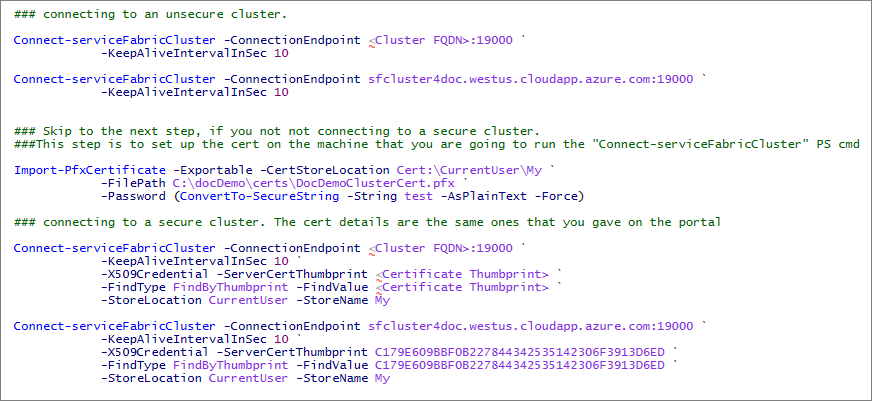 ### connecting to an unsecure cluster.
Connect-serviceFabricCluster -ConnectionEndpoint <Cluster FQDN>:19000 `
-KeepAliveIntervalInSec 10
Connect-serviceFabricCluster -ConnectionEndpoint sfcluster4doc.westus.cloudapp.azure.com:19000 `
-KeepAliveIntervalInSec 10
### Skip to the next step, if you not not connecting to a secure cluster.
###This step is to set up the cert on the machine that you are going to run the "Connect-serviceFabricCluster" PS cmd
Import-PfxCertificate -Exportable -CertStoreLocation Cert:\CurrentUser\My `
-FilePath C:\docDemo\certs\DocDemoClusterCert.pfx `
-Password (ConvertTo-SecureString -String test -AsPlainText -Force)
### connecting to a secure cluster. The cert details are the same ones that you gave on the portal
Connect-serviceFabricCluster -ConnectionEndpoint <Cluster FQDN>:19000 `
-KeepAliveIntervalInSec 10 `
-X509Credential -ServerCertThumbprint <Certificate Thumbprint> `
-FindType FindByThumbprint -FindValue <Certificate Thumbprint> `
-StoreLocation CurrentUser -StoreName My
Connect-serviceFabricCluster -ConnectionEndpoint sfcluster4doc.westus.cloudapp.azure.com:19000 `
-KeepAliveIntervalInSec 10 `
-X509Credential -ServerCertThumbprint C179E609BBF0B227844342535142306F3913D6ED `
-FindType FindByThumbprint -FindValue C179E609BBF0B227844342535142306F3913D6ED `
-StoreLocation CurrentUser -StoreName My